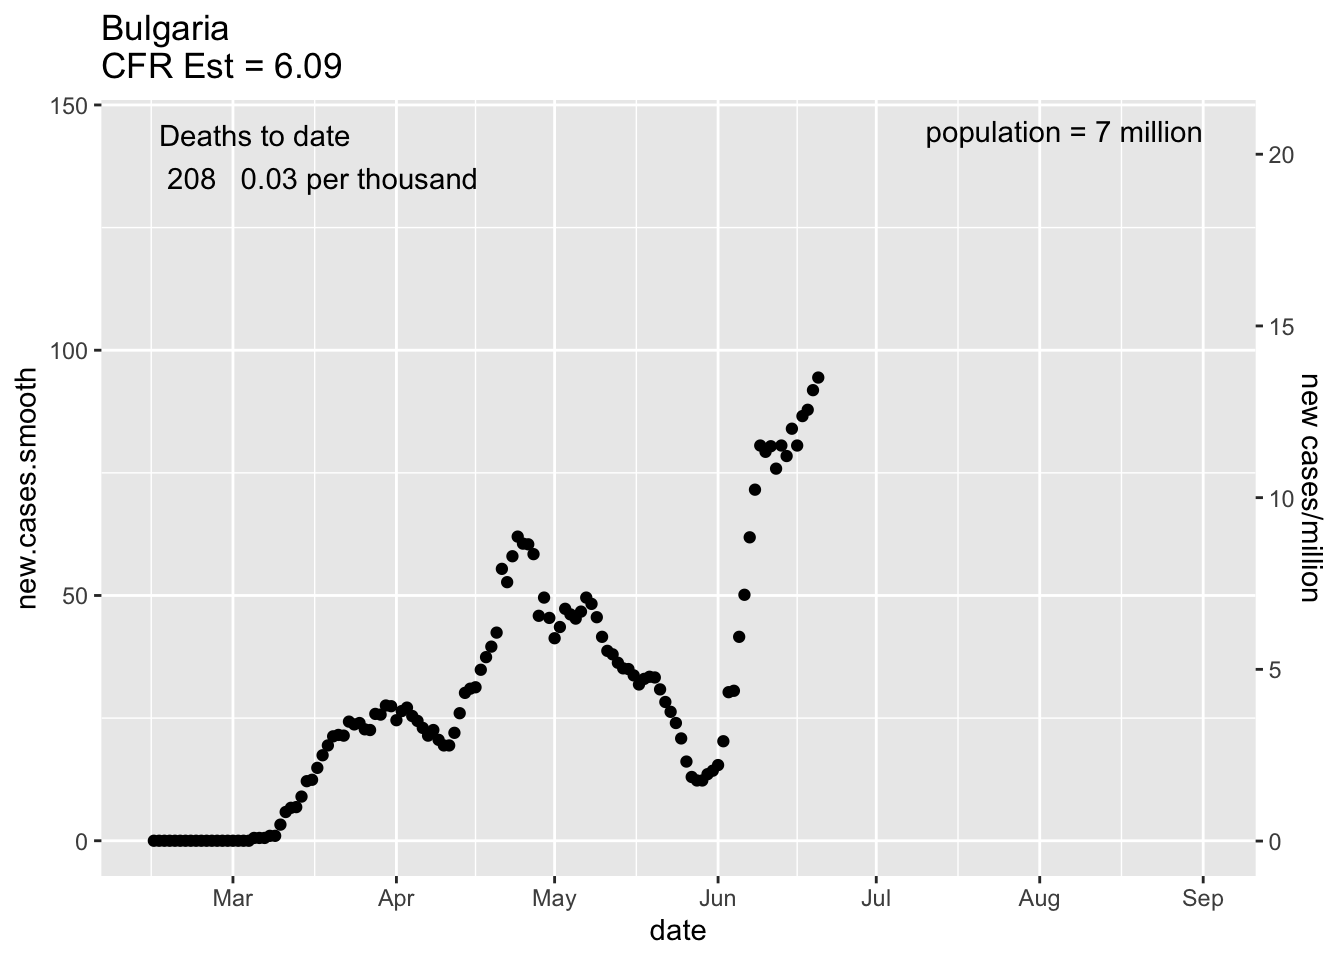 Bulgaria
CFR Est = 6.09
Deaths to date
208 0.03 per thousand
population = 7 million
150
100
50
0
new.cases.smooth
20
15
10
5
0
new cases/million
Mar Apr May Jun Jul Aug Sep
date